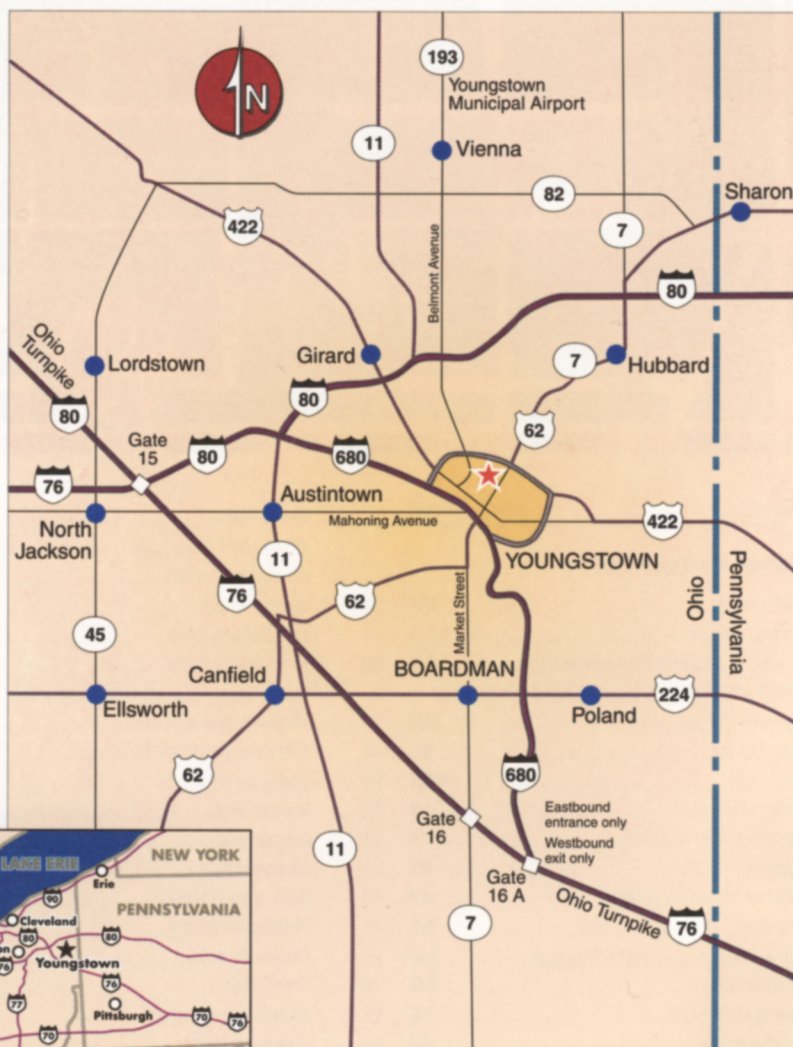 193
Youngstown
Municipal Airport
N
11
Vienna
82
Sharon
422
7
Belmont Avenue
80
Ohio
Turnpike
Lordstown
Girard
7
Hubbard
80
80
62
Gate
15
80
680
76
Austintown
Mahoning Avenue
422
North
Jackson
YOUNGSTOWN
11
Pennsylvania
Ohio
76
62
Market Street
45
Canfield
BOARDMAN
224
Ellsworth
Poland
62
680
Gate
16
Eastbound
entrance only
Westbound
exit only
11
Gate
16 A
Ohio Turnpike
76
7
LAKE ERIE
NEW YORK
Erie
90
PENNSYLVANIA
Cleveland
80
80
on
76
Youngstown
76
77
Pittsburgh
70
76
70